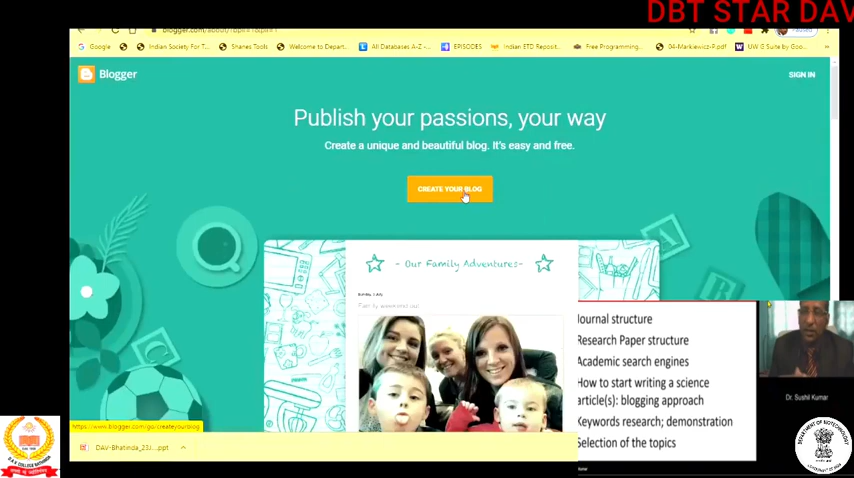 DBT STAR DAV
blogger.com/about/?bpli=1&pli=1
Google
Indian Society For T...
Shanes Tools
Welcome to Depart...
All Databases A-Z -...
EPISODES
Indian ETD Reposit...
Free Programming...
04-Markiewicz-P.pdf
UW G Suite by Goo...
Paused
Blogger
SIGN IN
Publish your passions, your way
Create a unique and beautiful blog. It's easy and free.
CREATE YOUR BLOG
- Our Family Adventures-
Journal structure
Research Paper structure
Academic search engines
How to start writing a science
article(s): blogging approach
Keywords research; demonstration
Selection of the topics
Dr. Sushil Kumar
https://www.blogger.com/go/createyourblog
DAV-Bhatinda_23J....ppt